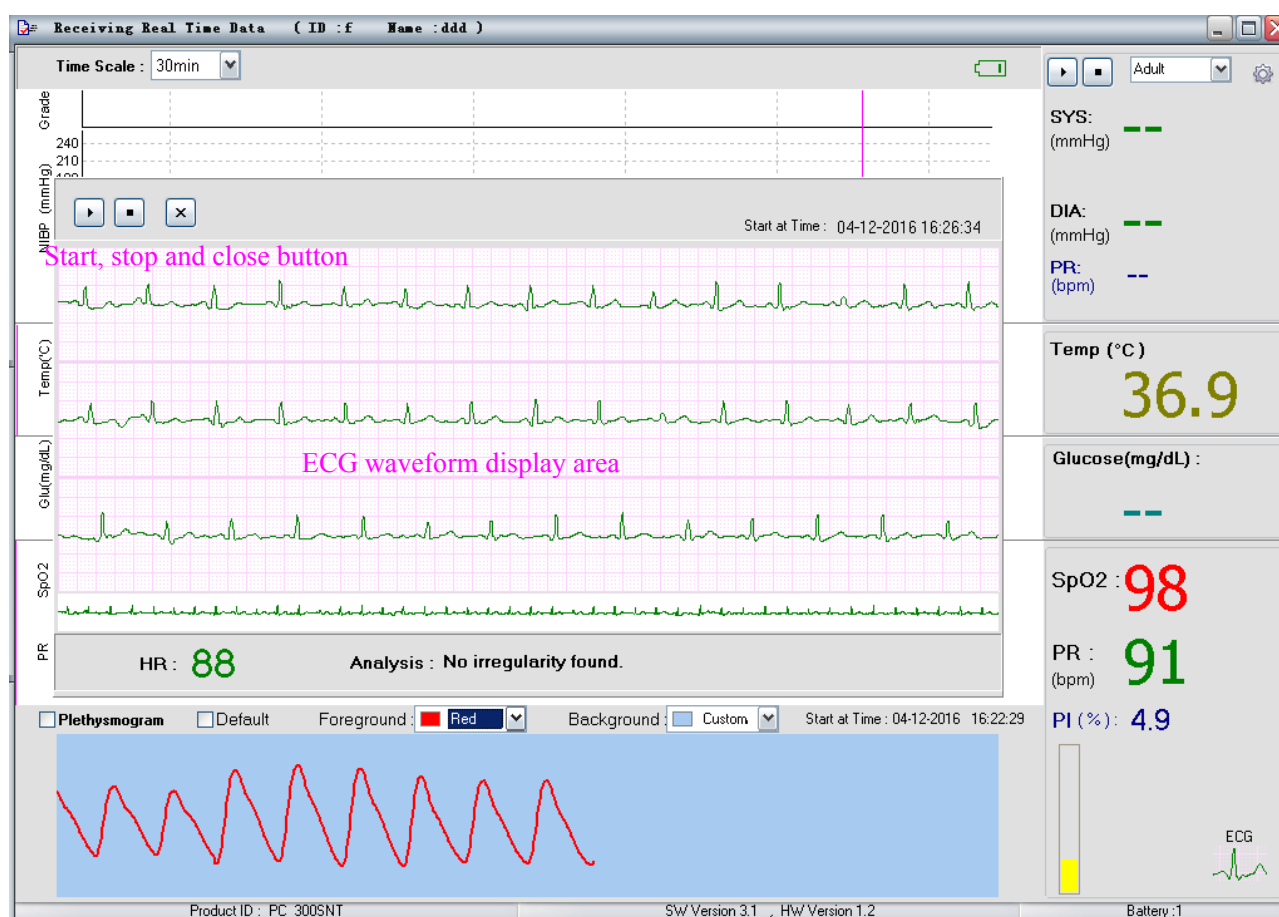 Receiving Real Time Data ( ID :f Name :ddd )
Time Scale : 30min
Adult
Grade
240
210
NIBP (mmHg)
SYS:
(mmHg)
--
DIA:
(mmHg)
--
PR:
(bpm)
--
Start at Time : 04-12-2016 16:26:34
Start, stop and close button
Temp(°C)
Temp (°C)
36.9
Glu(mg/dL)
ECG waveform display area
Glucose(mg/dL) :
--
SpO2
SpO2 : 98
PR
HR : 88 Analysis : No irregularity found.
PR : 91
(bpm)
Plethysmogram Default Foreground : Red Background : Custom Start at Time : 04-12-2016 16:22:29
PI (%) : 4.9
ECG
Product ID : PC_300SNT SW Version 3.1 , HW Version 1.2 Battery :1